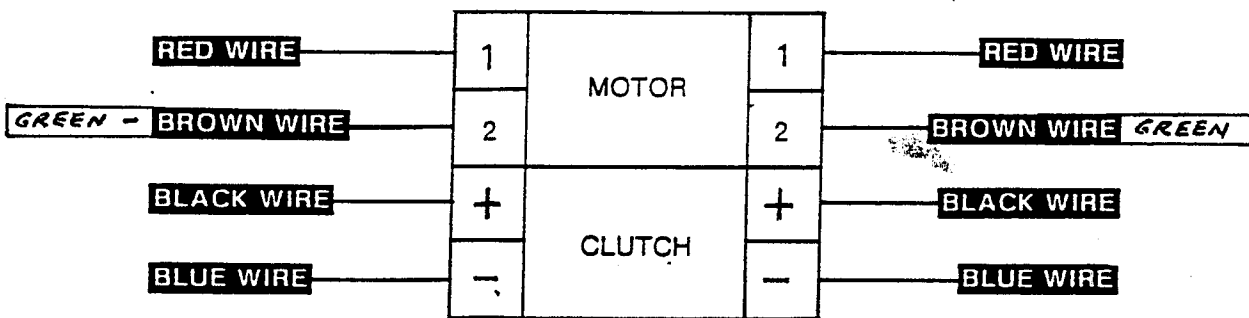 RED WIRE 1 MOTOR 1 RED WIRE
GREEN - BROWN WIRE 2 2 BROWN WIRE GREEN
BLACK WIRE + CLUTCH + BLACK WIRE
BLUE WIRE - - BLUE WIRE